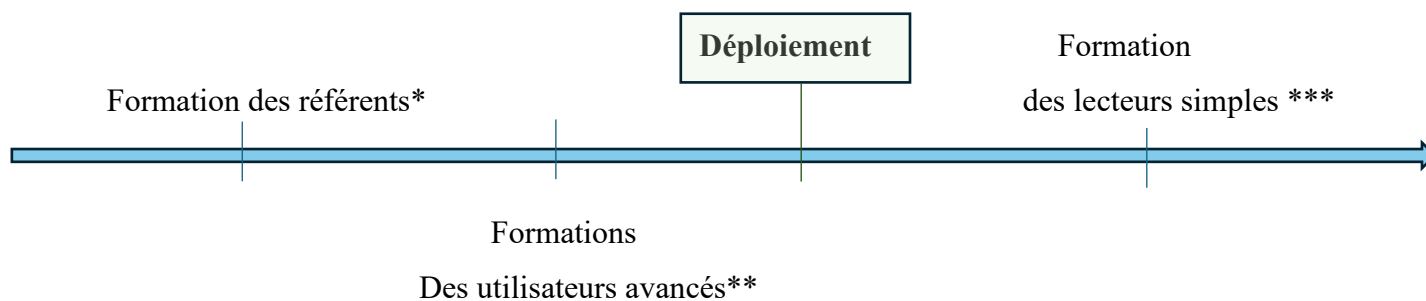 Déploiement
Formation
Formation des référents*
des lecteurs simples ***
Formations
Des utilisateurs avancés**